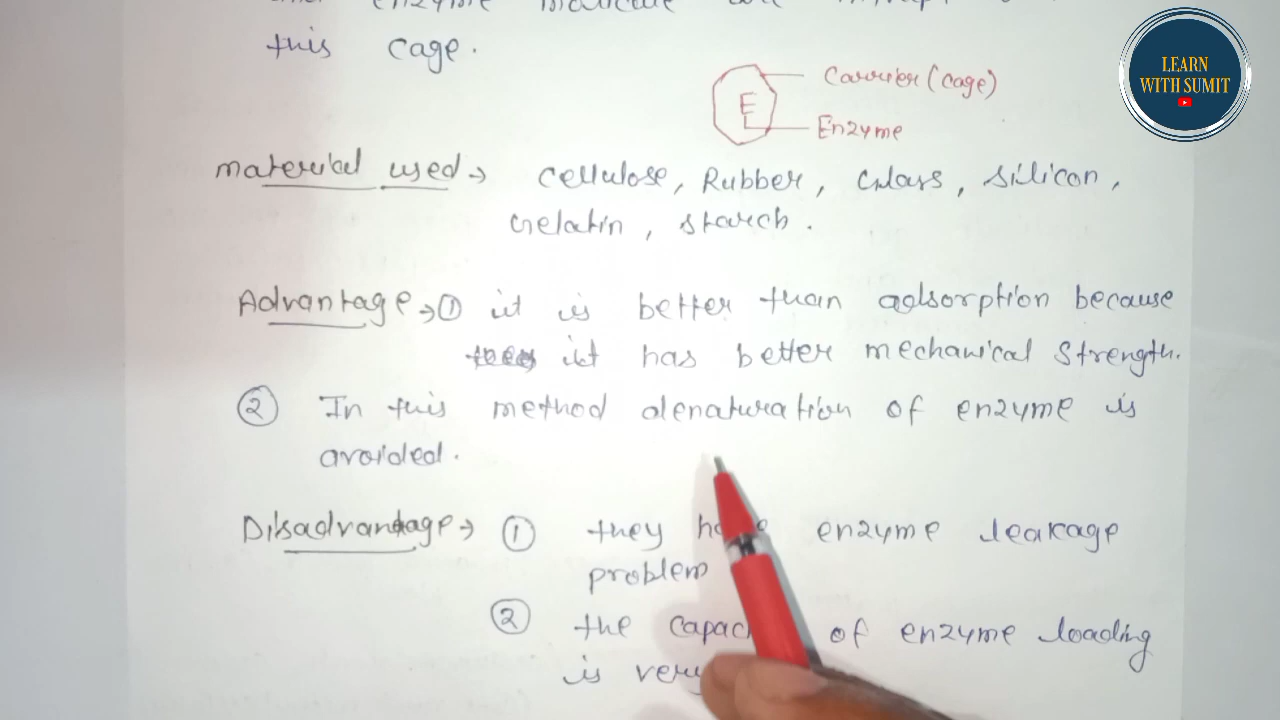 enzyme
this cage.
Carrier (cage)
E
Enzyme
material used → cellulose, Rubber, Glass, silicon,
Gelatin, starch.
Advantage → ① it is better than adsorption because
it has better mechanical strength.
② In this method denaturation of enzyme is
avoided.
Disadvantage → ① they have enzyme leakage
problem
② the capac of enzyme loading
is very
LEARN
WITH SUMIT